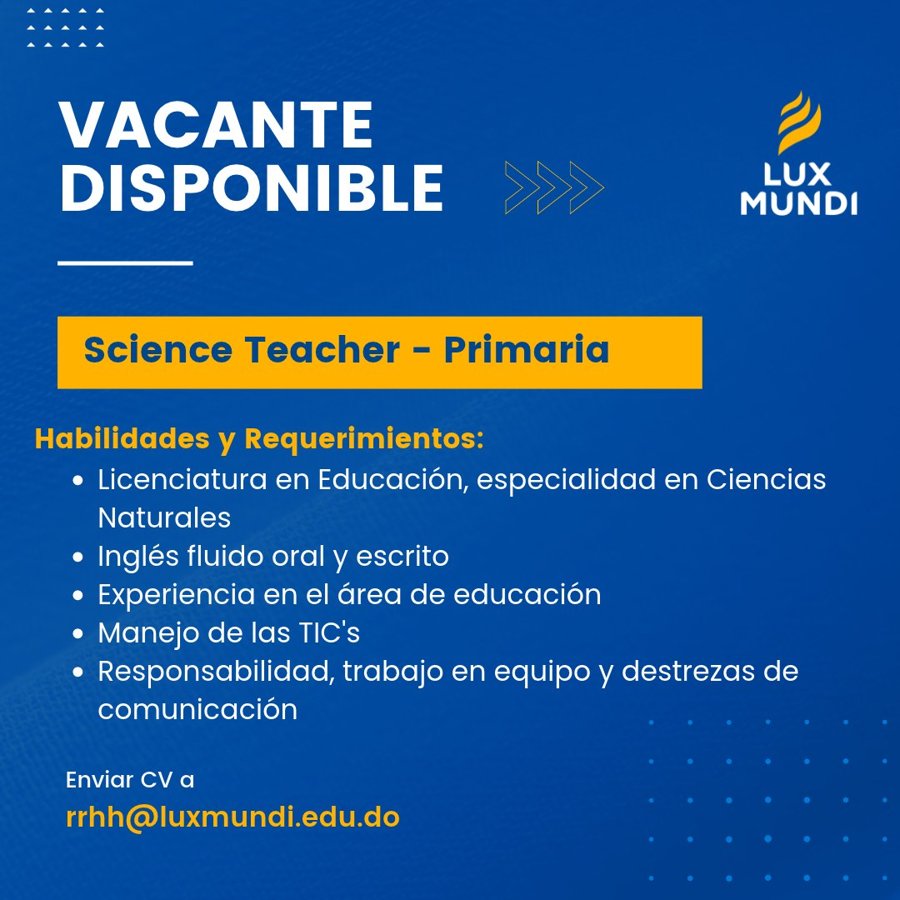 VACANTE
DISPONIBLE
LUX
MUNDI
Science Teacher - Primaria
Habilidades y Requerimientos:
• Licenciatura en Educación, especialidad en Ciencias
Naturales
• Inglés fluido oral y escrito
• Experiencia en el área de educación
• Manejo de las TIC's
• Responsabilidad, trabajo en equipo y destrezas de
comunicación
Enviar CV a
rrhh@luxmundi.edu.do